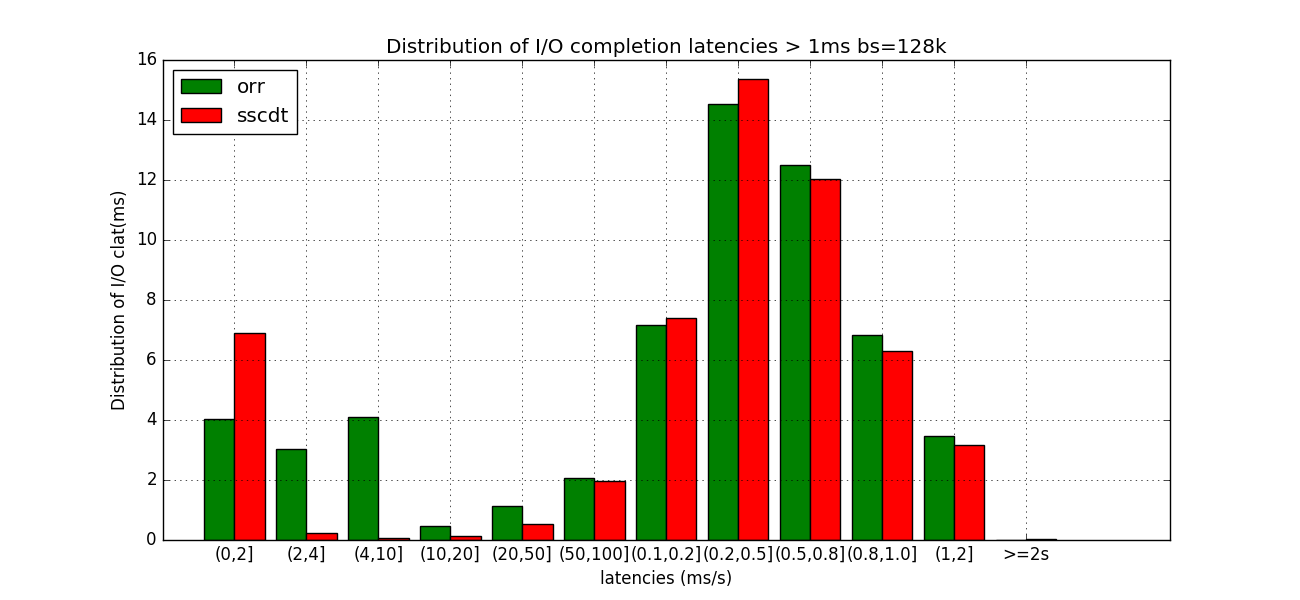 Distribution of I/O completion latencies > 1ms bs=128k
orr
sscdt
Distribution of I/O clat(ms)
16
14
12
10
8
6
4
2
0
(0,2] (2,4] (4,10] (10,20] (20,50] (50,100] (0.1,0.2] (0.2,0.5] (0.5,0.8] (0.8,1.0] (1,2] >=2s
latencies (ms/s)